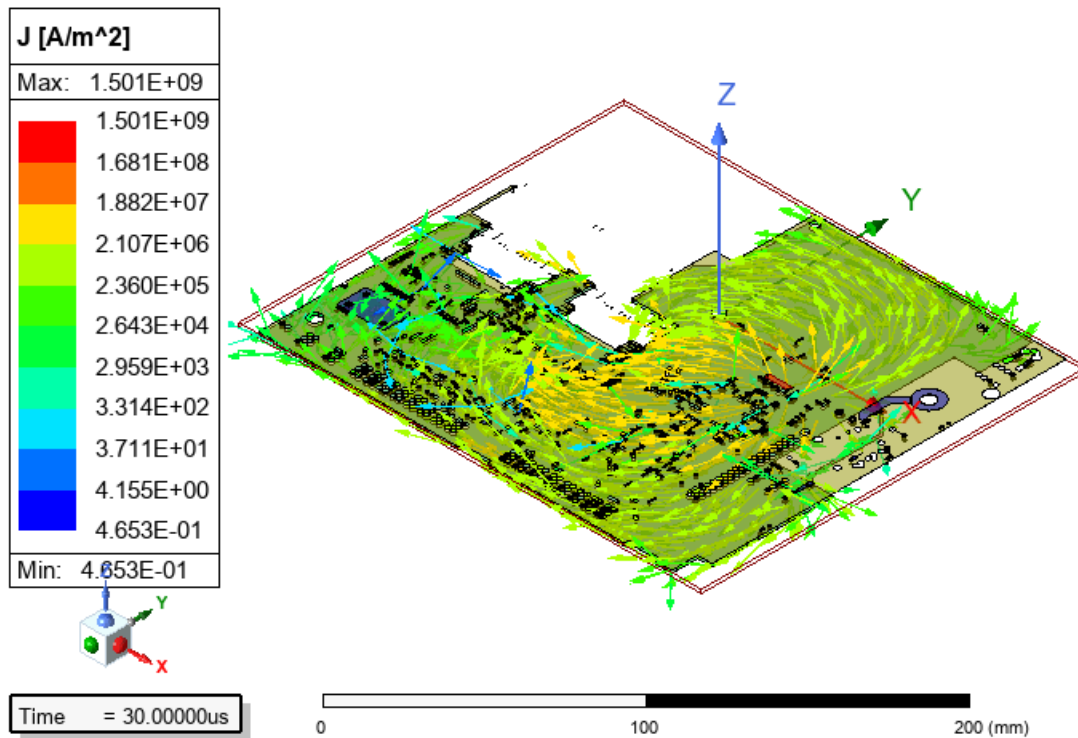 J [A/m^2]
Max: 1.501E+09
1.501E+09
1.681E+08
1.882E+07
2.107E+06
2.360E+05
2.643E+04
2.959E+03
3.314E+02
3.711E+01
4.155E+00
4.653E-01
Min: 4.653E-01
Z
Y
X
Z
Y
X
Time = 30.00000us
0 100 200 (mm)